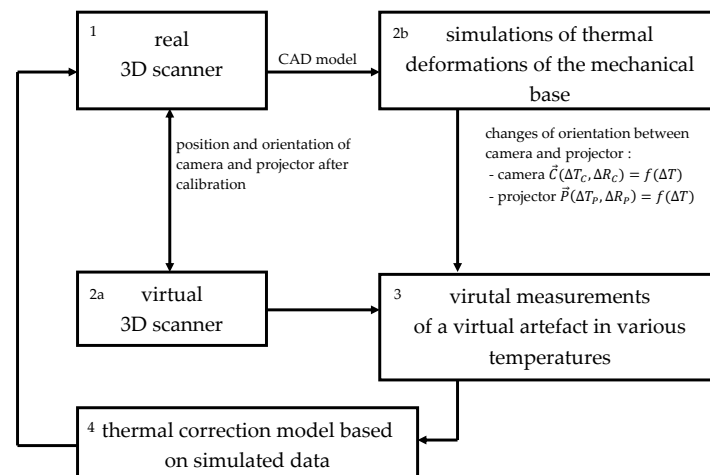 1
real
3D scanner
CAD model
2b
simulations of thermal
deformations of the mechanical
base
position and orientation of
camera and projector after
calibration
changes of orientation between
camera and projector :
- camera C⃗(ΔT_C, ΔR_C) = f(ΔT)
- projector P⃗(ΔT_P, ΔR_P) = f(ΔT)
2a
virtual
3D scanner
3
virutal measurements
of a virtual artefact in various
temperatures
4
thermal correction model based
on simulated data